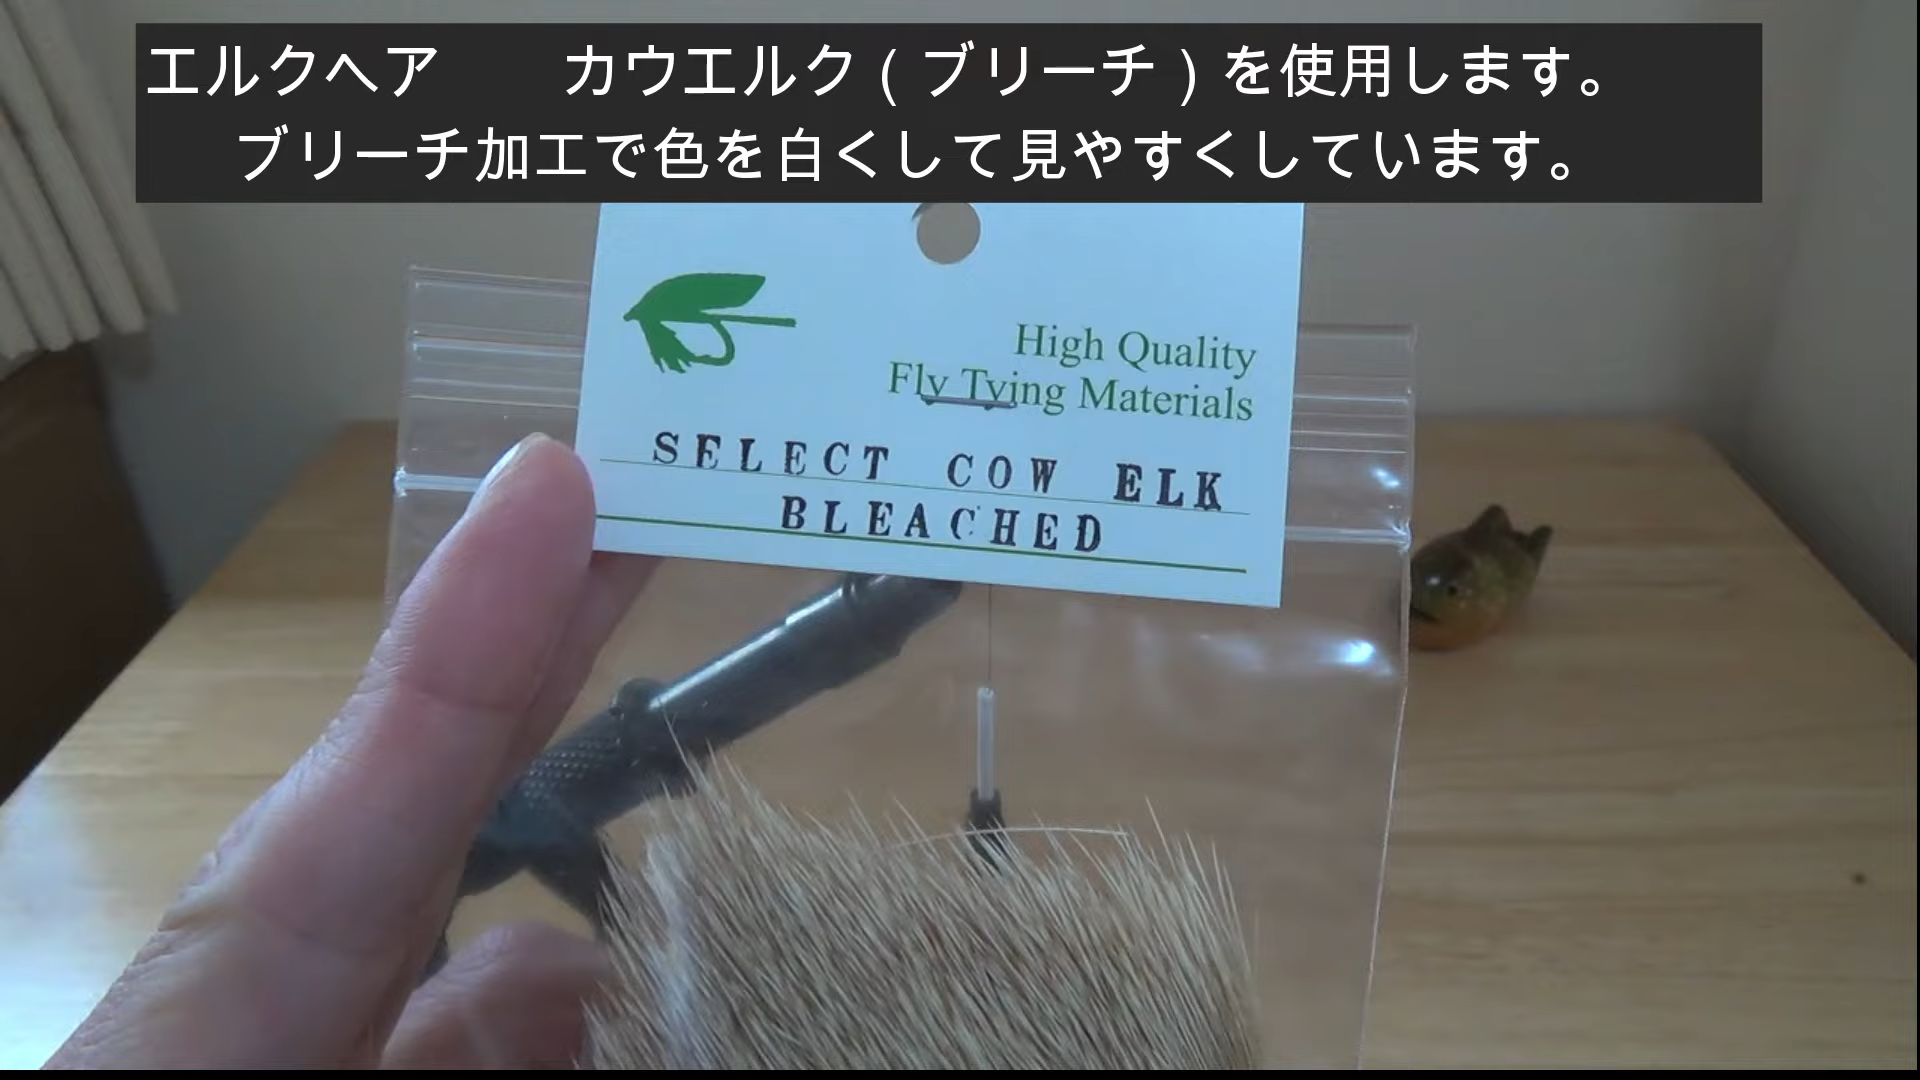 エルクヘア　　カウエルク(ブリーチ)を使用します。
ブリーチ加工で色を白くして見やすくしています。
High Quality
Fly Tying Materials
SELECT COW ELK
BLEACHED